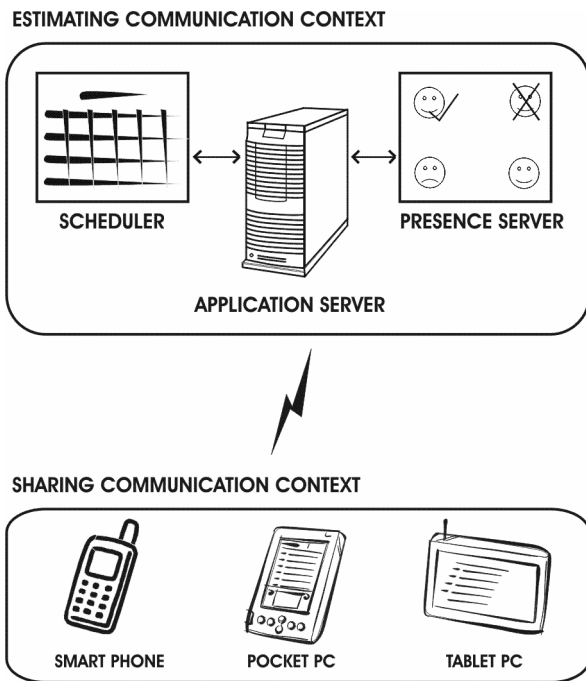 ESTIMATING COMMUNICATION CONTEXT
SCHEDULER
PRESENCE SERVER
APPLICATION SERVER
SHARING COMMUNICATION CONTEXT
SMART PHONE
POCKET PC
TABLET PC